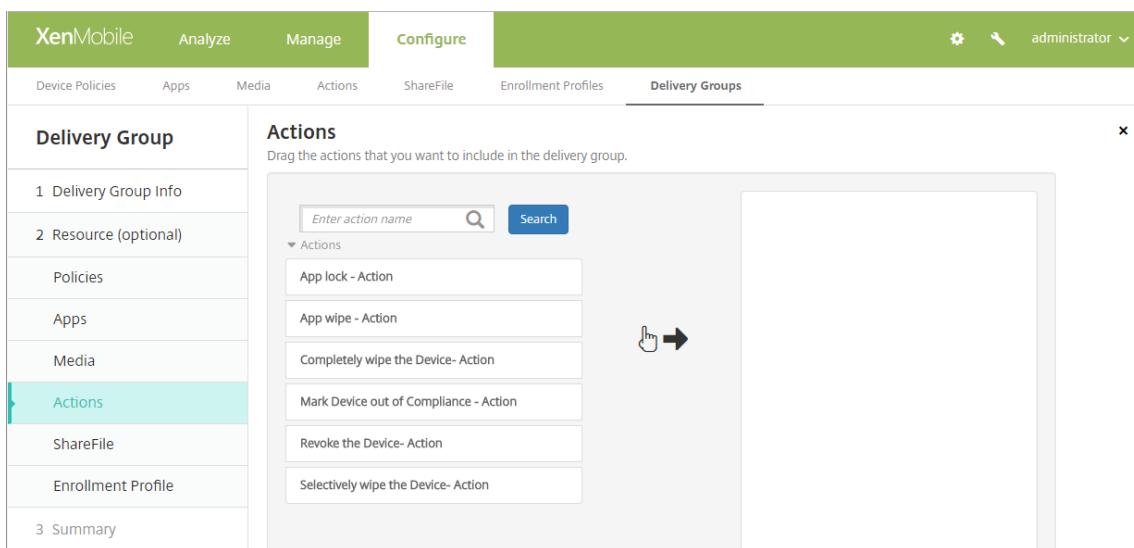 XenMobile Analyze Manage Configure administrator
Device Policies Apps Media Actions ShareFile Enrollment Profiles Delivery Groups
Delivery Group
1 Delivery Group Info
2 Resource (optional)
Policies
Apps
Media
Actions
ShareFile
Enrollment Profile
3 Summary
Actions
Drag the actions that you want to include in the delivery group.
Enter action name Search
Actions
App lock - Action
App wipe - Action
Completely wipe the Device- Action
Mark Device out of Compliance - Action
Revoke the Device- Action
Selectively wipe the Device- Action